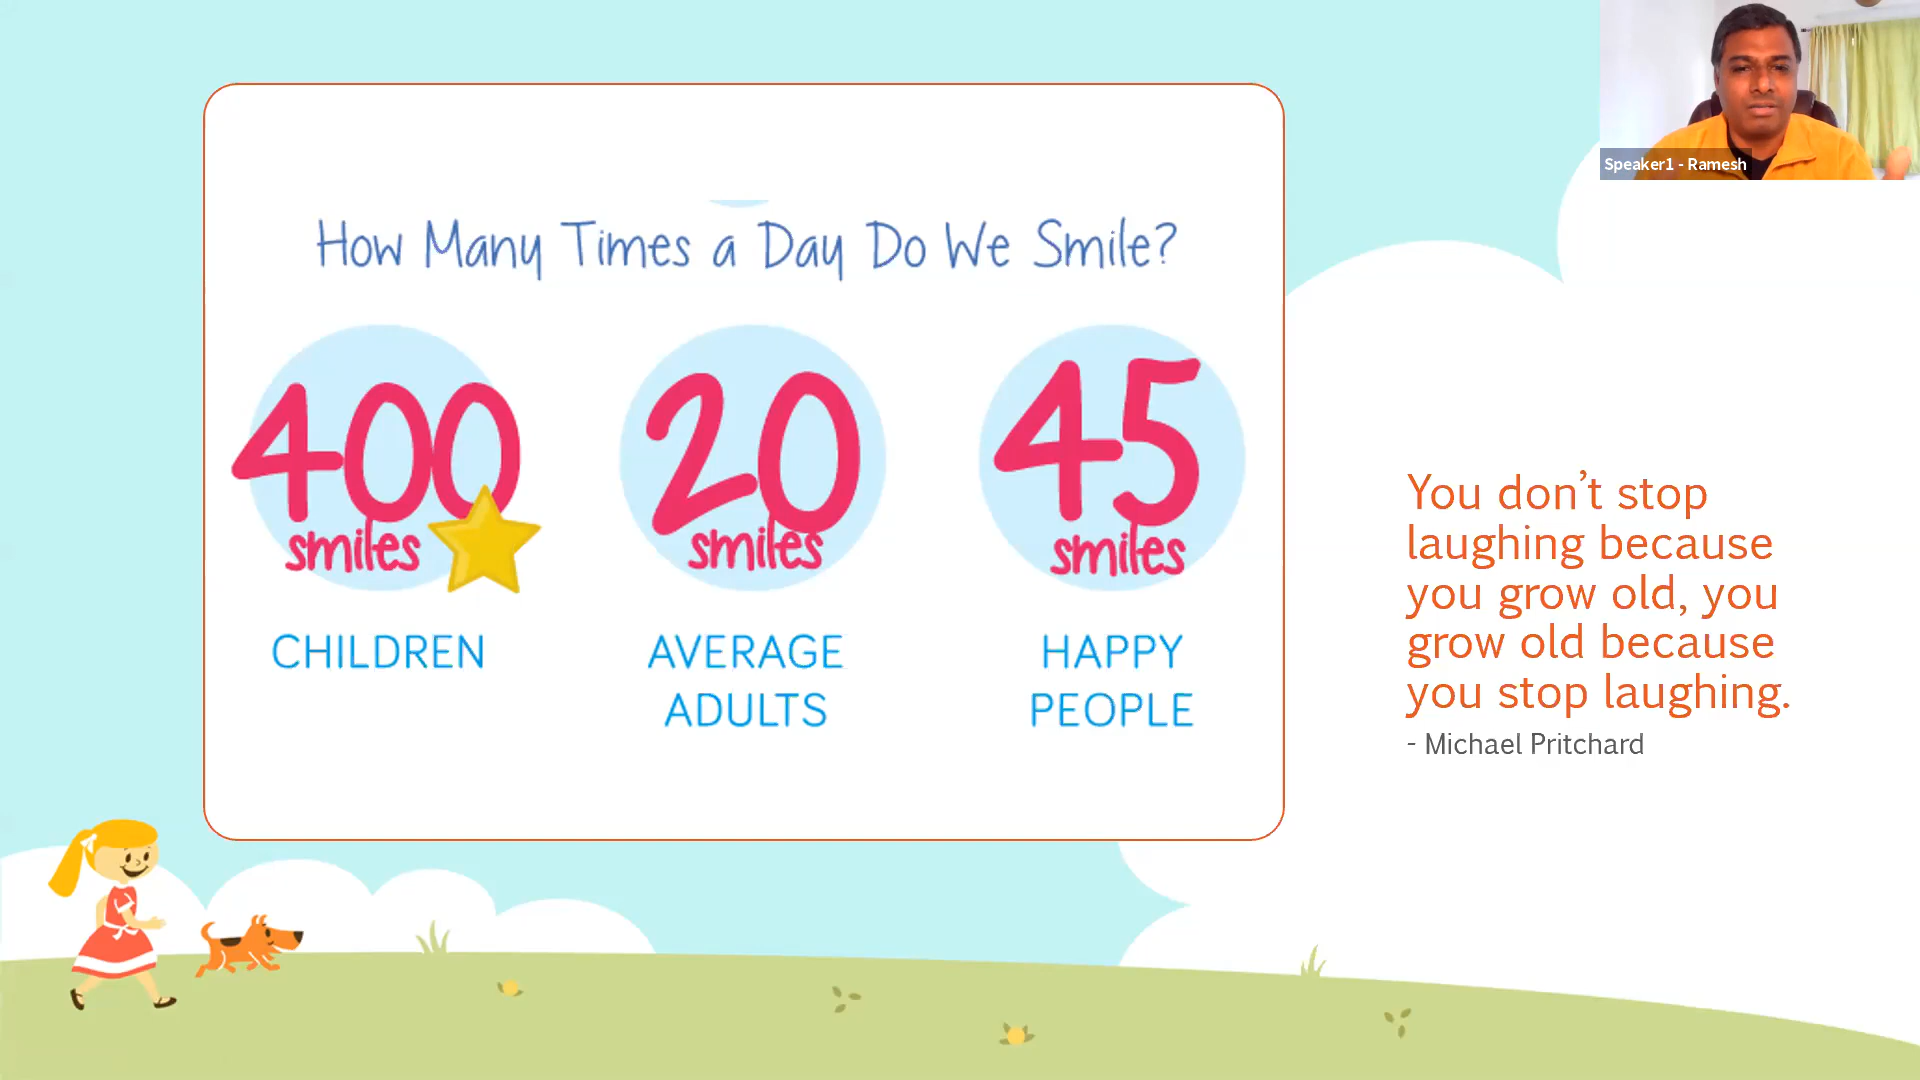 Speaker1 - Ramesh
How Many Times a Day Do We Smile?
400
smiles
CHILDREN
20
smiles
AVERAGE
ADULTS
45
smiles
HAPPY
PEOPLE
You don’t stop
laughing because
you grow old, you
grow old because
you stop laughing.
- Michael Pritchard